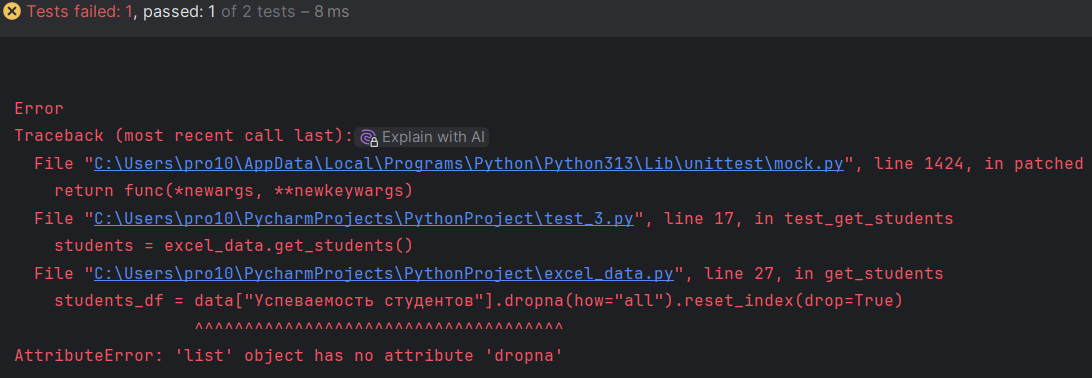 Tests failed: 1, passed: 1 of 2 tests – 8 ms
Error
Traceback (most recent call last): Explain with AI
  File "C:\Users\pro10\AppData\Local\Programs\Python\Python313\Lib\unittest\mock.py", line 1424, in patched
    return func(*newargs, **newkeywargs)
  File "C:\Users\pro10\PycharmProjects\PythonProject\test_3.py", line 17, in test_get_students
    students = excel_data.get_students()
  File "C:\Users\pro10\PycharmProjects\PythonProject\excel_data.py", line 27, in get_students
    students_df = data["Успеваемость студентов"].dropna(how="all").reset_index(drop=True)
                  ^^^^^^^^^^^^^^^^^^^^^^^^^^^^^^^^^^^^^
AttributeError: 'list' object has no attribute 'dropna'